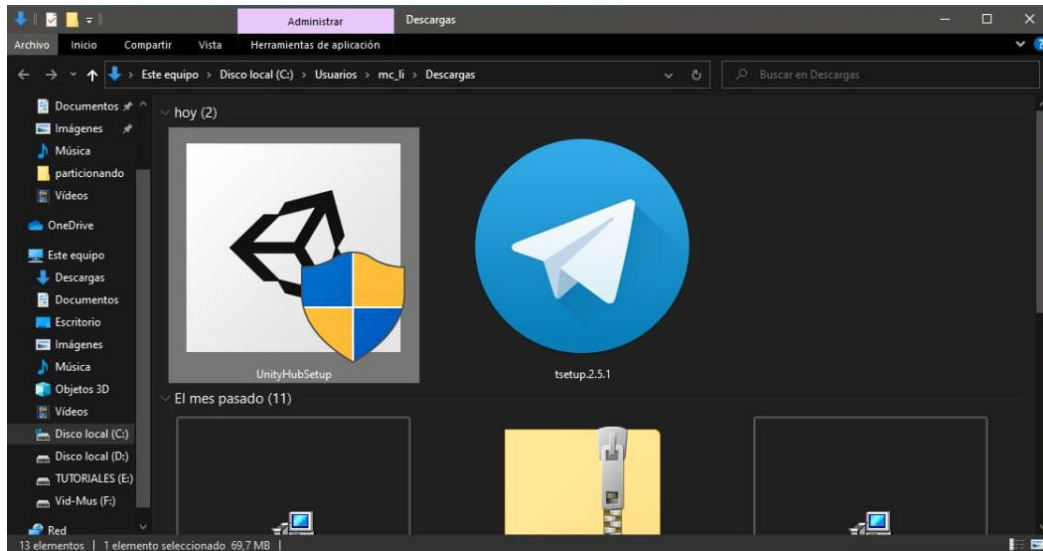 Administrar
Descargas
Archivo
Inicio
Compartir
Vista
Herramientas de aplicación
Este equipo > Disco local (C:) > Usuarios > mc_li > Descargas
Buscar en Descargas
Documentos
Imágenes
Música
particionando
Vídeos
OneDrive
Este equipo
Descargas
Documentos
Escritorio
Imágenes
Música
Objetos 3D
Vídeos
Disco local (C:)
Disco local (D:)
TUTORIALES (E:)
Vid-Mus (F:)
Red
hoy (2)
UnityHubSetup
tsetup.2.5.1
El mes pasado (11)
13 elementos | 1 elemento seleccionado 69,7 MB |